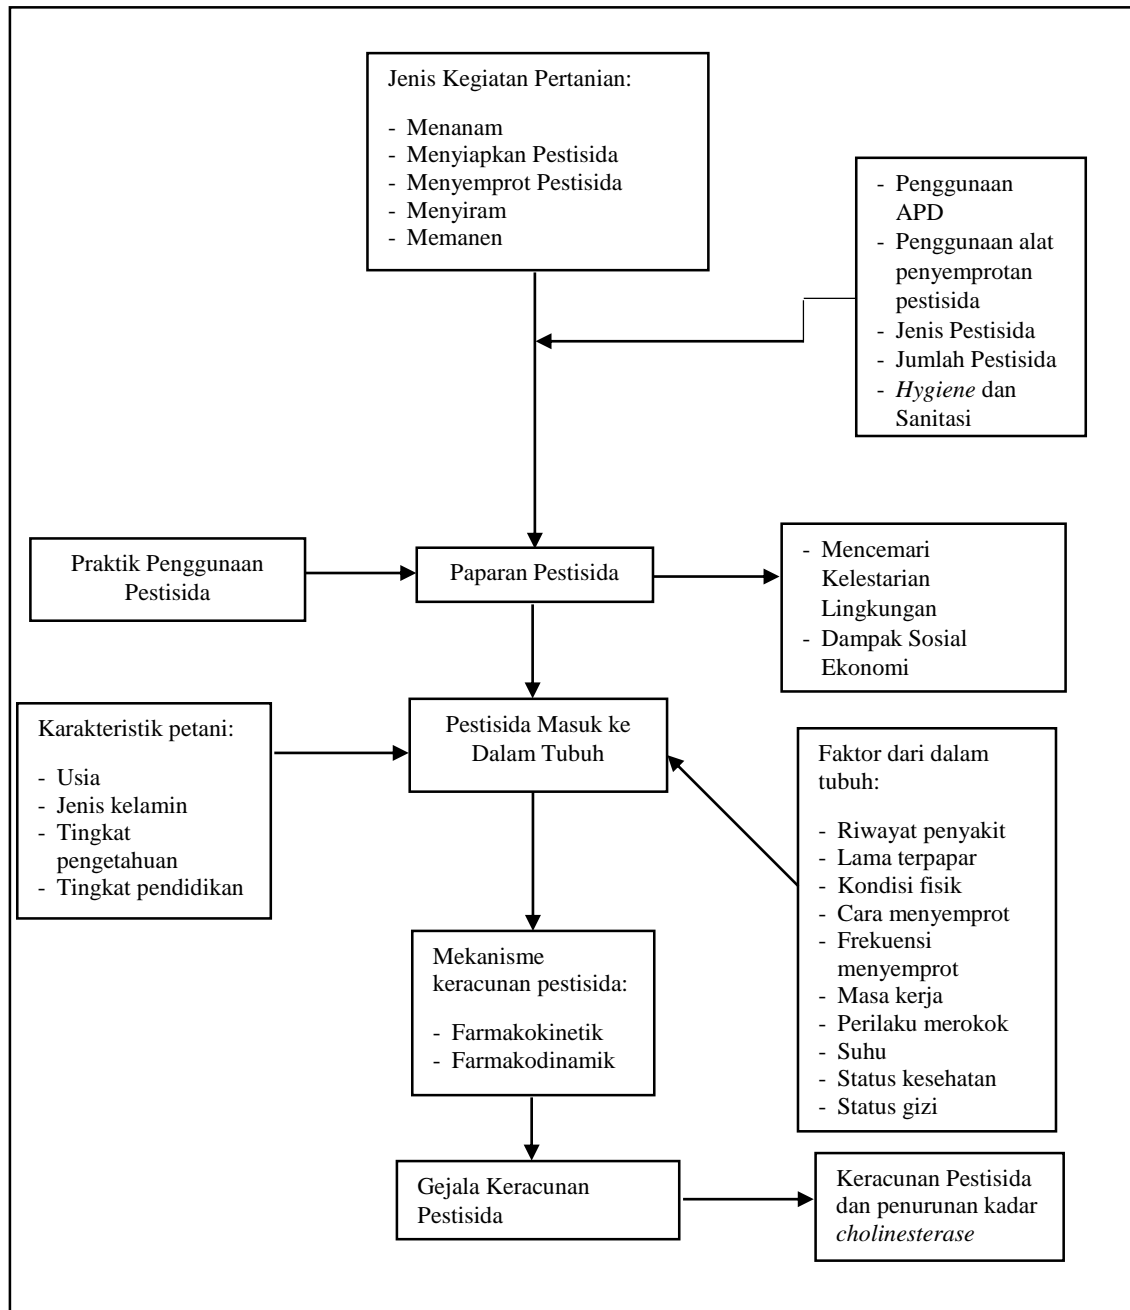 Jenis Kegiatan Pertanian:
- Menanam
- Menyiapkan Pestisida
- Menyemprot Pestisida
- Menyiram
- Memanen
- Penggunaan
APD
- Penggunaan alat
penyemprotan
pestisida
- Jenis Pestisida
- Jumlah Pestisida
- Hygiene dan
Sanitasi
Praktik Penggunaan
Pestisida
Paparan Pestisida
- Mencemari
Kelestarian
Lingkungan
- Dampak Sosial
Ekonomi
Karakteristik petani:
- Usia
- Jenis kelamin
- Tingkat
pengetahuan
- Tingkat pendidikan
Pestisida Masuk ke
Dalam Tubuh
Faktor dari dalam
tubuh:
- Riwayat penyakit
- Lama terpapar
- Kondisi fisik
- Cara menyemprot
- Frekuensi
menyemprot
- Masa kerja
- Perilaku merokok
- Suhu
- Status kesehatan
- Status gizi
Mekanisme
keracunan pestisida:
- Farmakokinetik
- Farmakodinamik
Gejala Keracunan
Pestisida
Keracunan Pestisida
dan penurunan kadar
cholinesterase